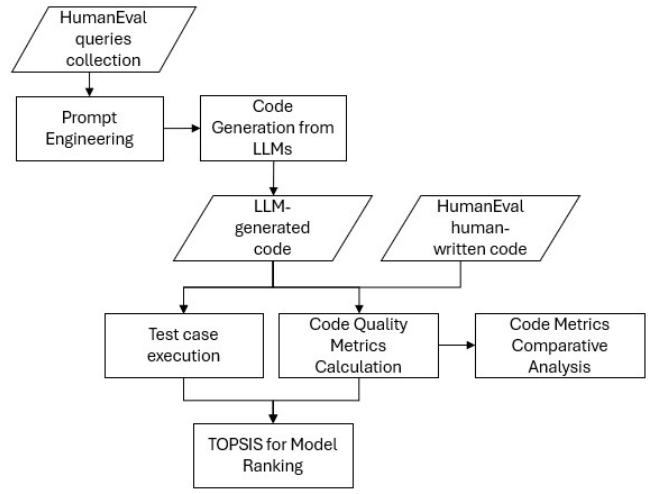 HumanEval
queries
collection
Prompt
Engineering
Code
Generation from
LLMs
LLM-
generated
code
HumanEval
human-
written code
Test case
execution
Code Quality
Metrics
Calculation
Code Metrics
Comparative
Analysis
TOPSIS for Model
Ranking